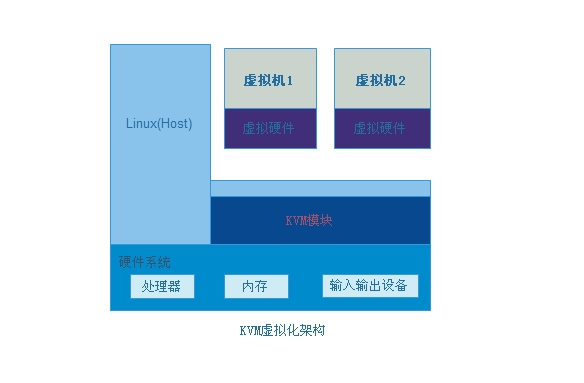 虚拟机1
虚拟机2
Linux(Host)
虚拟硬件
虚拟硬件
KVM模块
硬件系统
处理器
内存
输入输出设备
KVM虚拟化架构